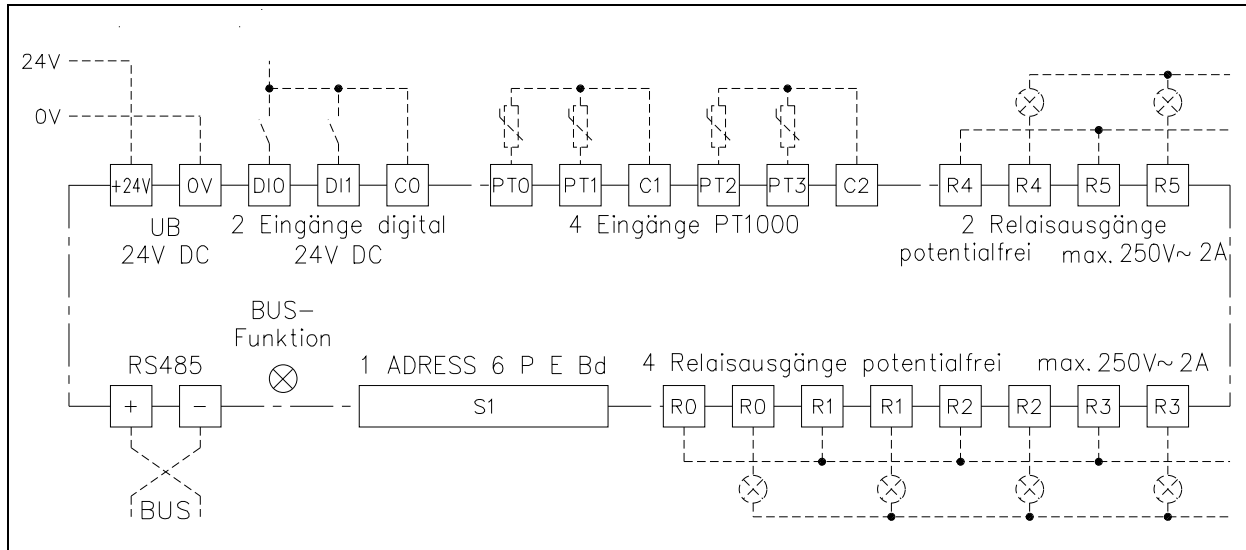 24V
0V
+24V 0V DI0 DI1 C0 PT0 PT1 C1 PT2 PT3 C2 R4 R4 R5 R5
UB 2 Eingänge digital 4 Eingänge PT1000 2 Relaisausgänge
24V DC 24V DC potentialfrei max. 250V~ 2A
BUS-
Funktion
RS485 1 ADRESS 6 P E Bd 4 Relaisausgänge potentialfrei max. 250V~ 2A
+ - S1 R0 R0 R1 R1 R2 R2 R3 R3
BUS